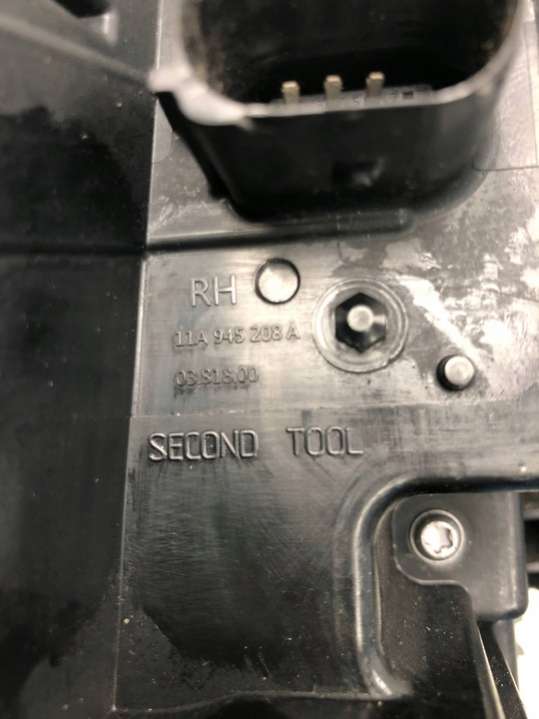 RH
11A 945 208 A
03.818.00
SECOND TOOL